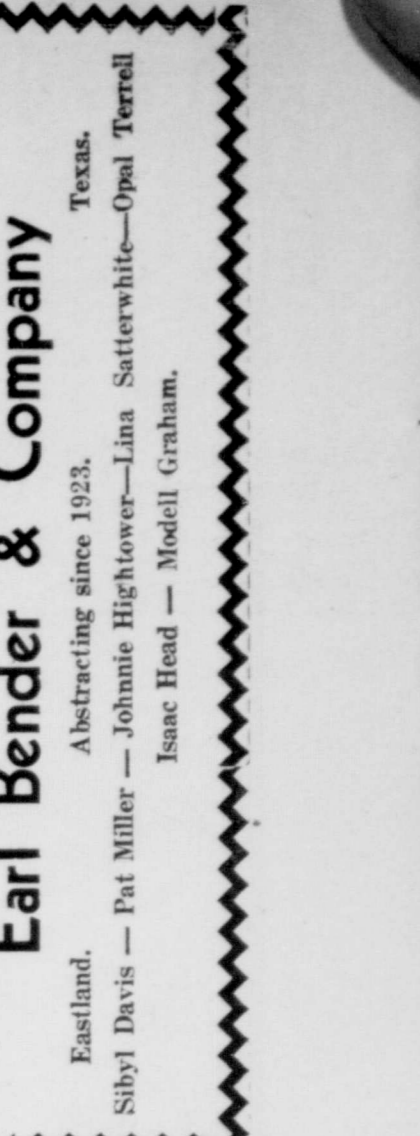 Earl Bender & Company
Eastland. Abstracting since 1923. Texas.
Sibyl Davis — Pat Miller — Johnnie Hightower—Lina Satterwhite—Opal Terrell
Isaac Head — Modell Graham.